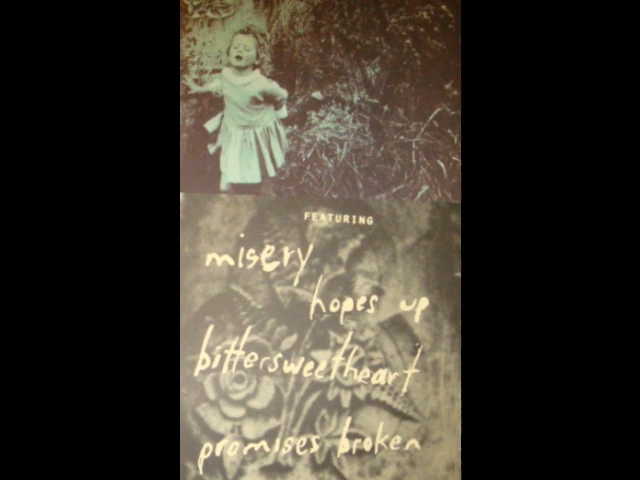 FEATURING
misery
hopes up
bittersweetheart
promises broken